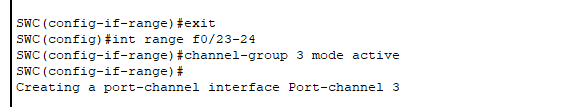 SWC(config-if-range)#exit
SWC(config)#int range f0/23-24
SWC(config-if-range)#channel-group 3 mode active
SWC(config-if-range)#
Creating a port-channel interface Port-channel 3